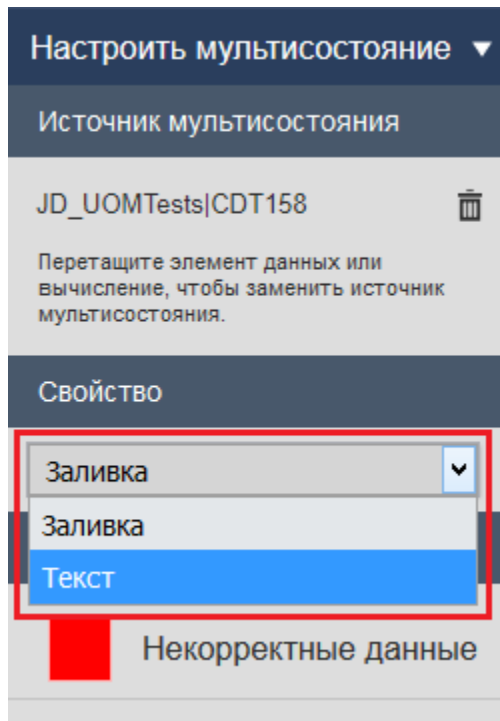 Настроить мультисостояние
Источник мультисостояния
JD_UOMTests|CDT158
Перетащите элемент данных или
вычисление, чтобы заменить источник
мультисостояния.
Свойство
Заливка
Заливка
Текст
Некорректные данные